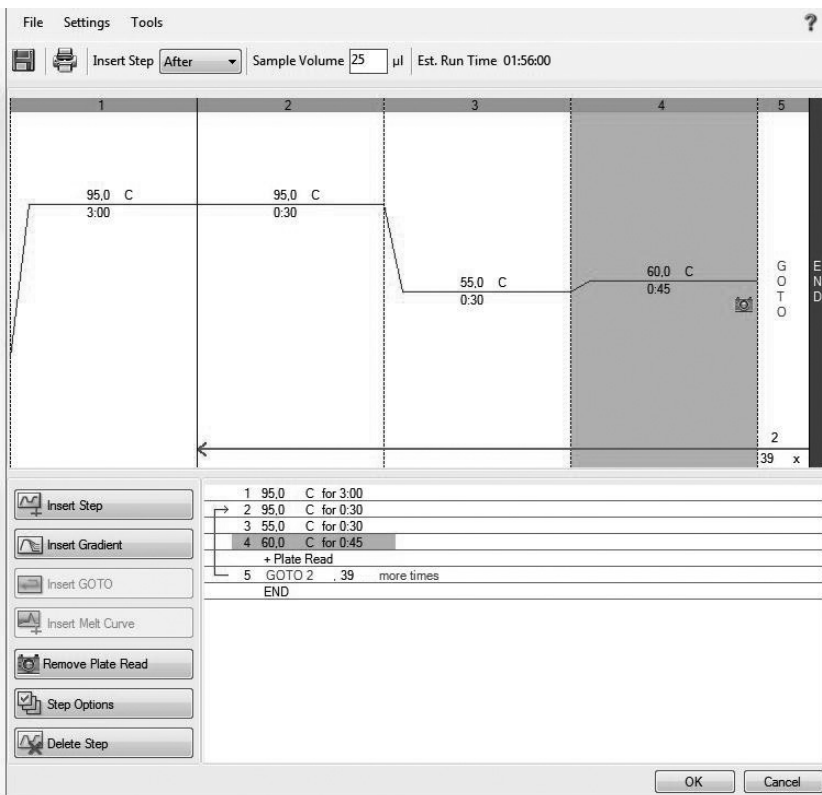 File Settings Tools ?
Insert Step After Sample Volume 25 µl Est. Run Time 01:56:00
1 2 3 4 5
95,0 C
3:00
95,0 C
0:30
55,0 C
0:30
60,0 C
0:45
GOTO
END
2
39 x
Insert Step
Insert Gradient
Insert GOTO
Insert Melt Curve
Remove Plate Read
Step Options
Delete Step
1 95,0 C for 3:00
2 95,0 C for 0:30
3 55,0 C for 0:30
4 60,0 C for 0:45
+ Plate Read
5 GOTO 2 , 39 more times
END
OK Cancel